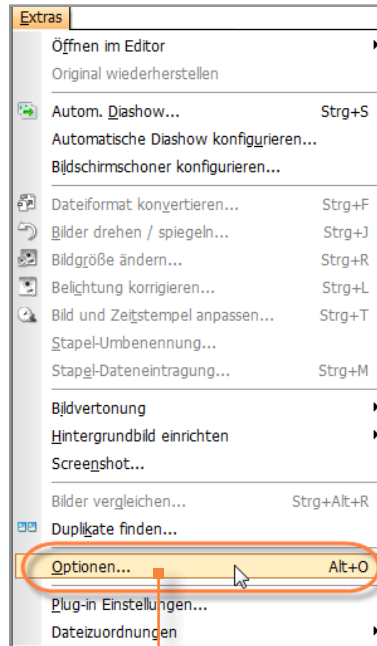 Extras
Öffnen im Editor
Original wiederherstellen
Autom. Diashow... Strg+S
Automatische Diashow konfigurieren...
Bildschirmschoner konfigurieren...
Dateiformat konvertieren... Strg+F
Bilder drehen / spiegeln... Strg+J
Bildgröße ändern... Strg+R
Belichtung korrigieren... Strg+L
Bild und Zeitstempel anpassen... Strg+T
Stapel-Umbenennung...
Stapel-Dateneintragung... Strg+M
Bildvertonung
Hintergrundbild einrichten
Screenshot...
Bilder vergleichen... Strg+Alt+R
Duplikate finden...
Optionen... Alt+O
Plug-in Einstellungen...
Dateizuordnungen